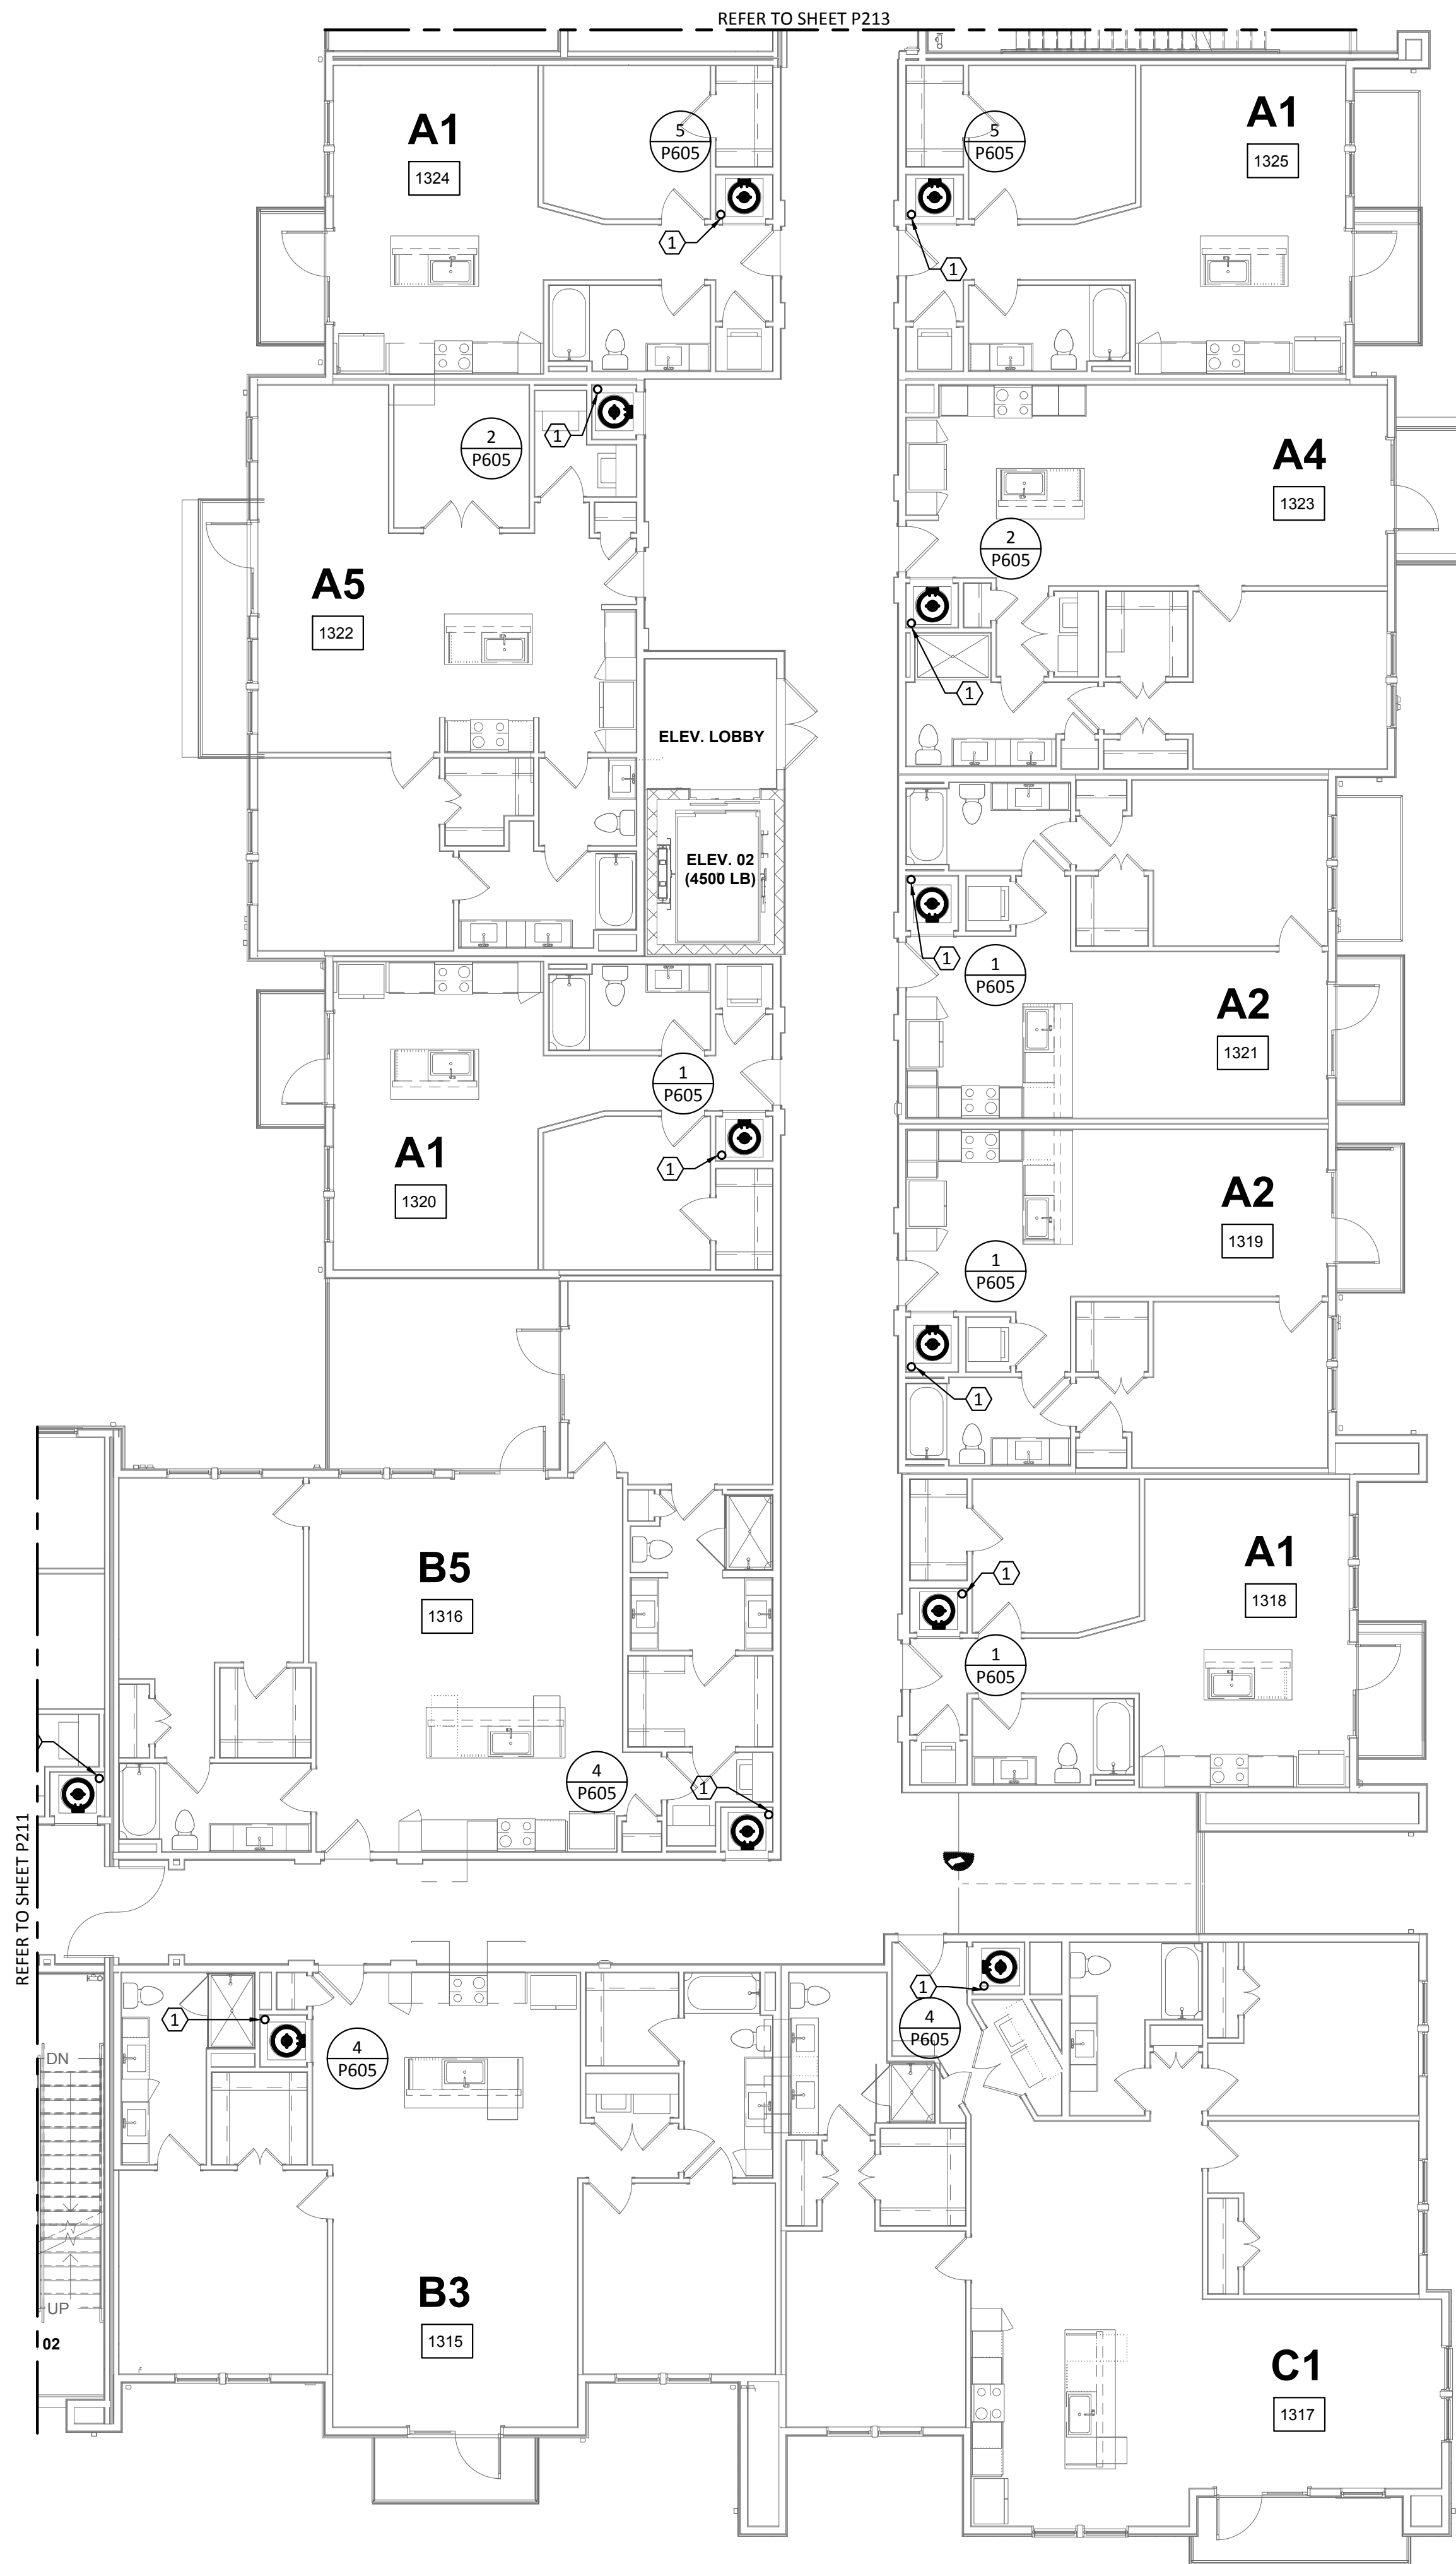 REFER TO SHEET P213
A1
1324
5
P605
1
5
P605
1
A1
1325
2
P605
1
A5
1322
A4
1323
2
P605
1
ELEV. LOBBY
ELEV. 02
(4500 LB)
1
1
P605
A2
1321
1
P605
A1
1320
1
A2
1319
1
P605
1
B5
1316
4
P605
1
1
A1
1318
1
P605
REFER TO SHEET P211
1
4
P605
1
4
P605
DN
UP
02
B3
1315
C1
1317